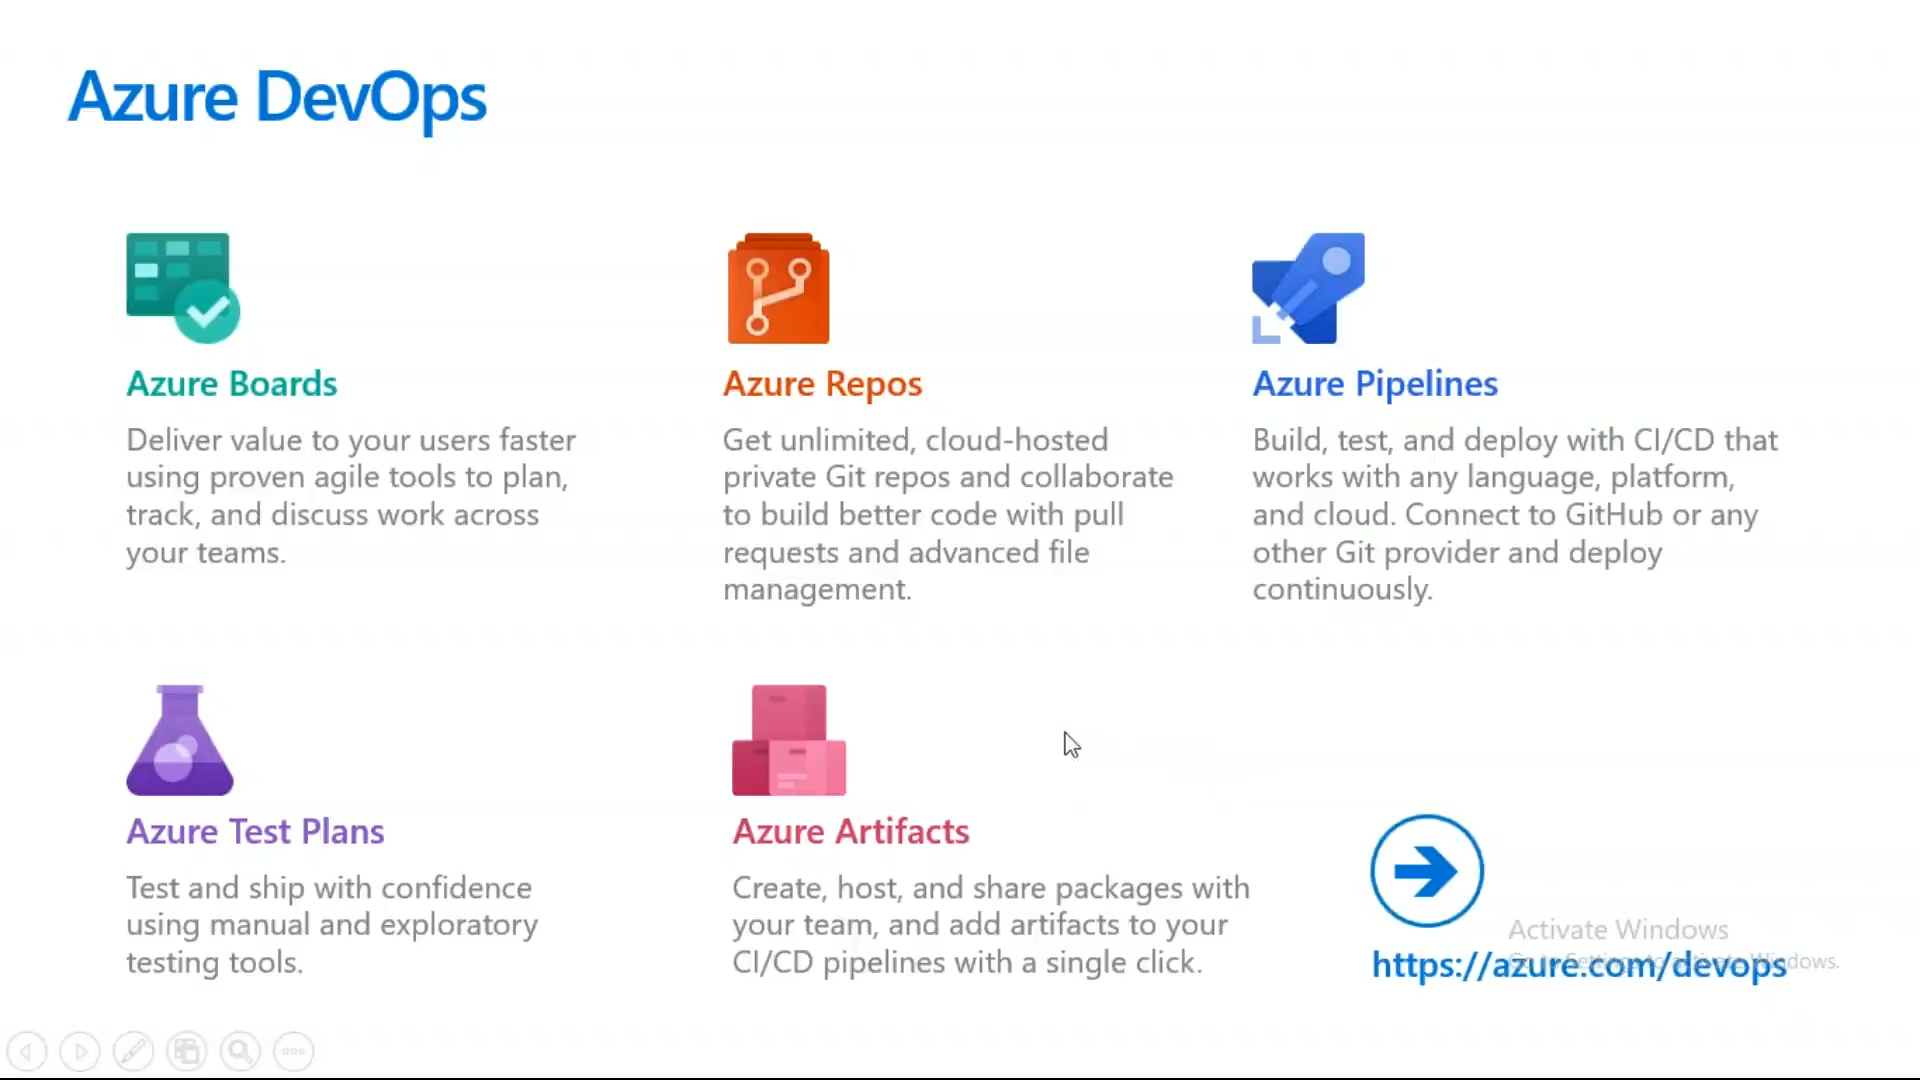 Azure DevOps
Azure Boards
Deliver value to your users faster
using proven agile tools to plan,
track, and discuss work across
your teams.
Azure Repos
Get unlimited, cloud-hosted
private Git repos and collaborate
to build better code with pull
requests and advanced file
management.
Azure Pipelines
Build, test, and deploy with CI/CD that
works with any language, platform,
and cloud. Connect to GitHub or any
other Git provider and deploy
continuously.
Azure Test Plans
Test and ship with confidence
using manual and exploratory
testing tools.
Azure Artifacts
Create, host, and share packages with
your team, and add artifacts to your
CI/CD pipelines with a single click.
https://azure.com/devops
Activate Windows
Go to Settings to activate Windows.